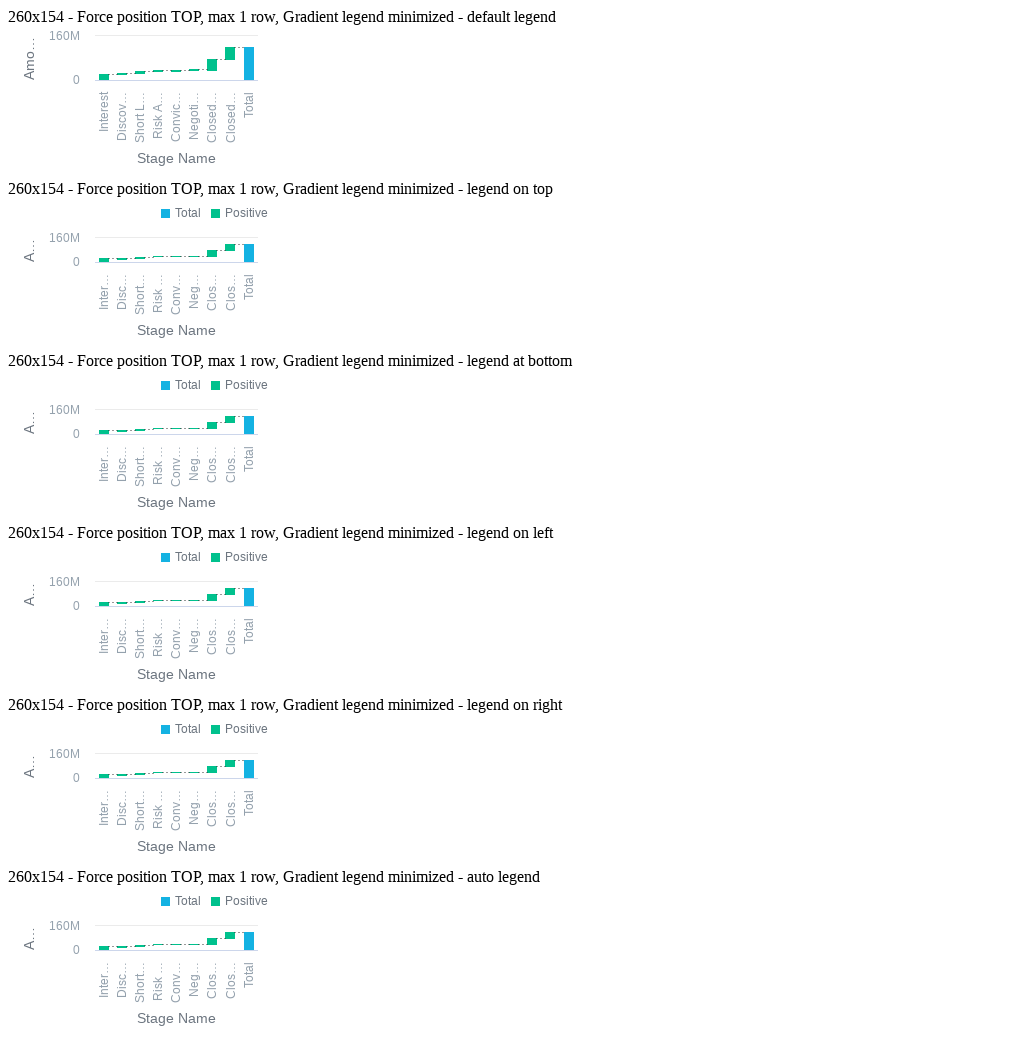 260x154 - Force position TOP, max 1 row, Gradient legend minimized - default legend
160M
Amo…
0
Interest
Discov…
Short L…
Risk A…
Convic…
Negoti…
Closed…
Closed…
Total
Stage Name
260x154 - Force position TOP, max 1 row, Gradient legend minimized - legend on top
Total Positive
160M
A…
0
Inter…
Disc…
Short…
Risk …
Conv…
Neg…
Clos…
Clos…
Total
Stage Name
260x154 - Force position TOP, max 1 row, Gradient legend minimized - legend at bottom
Total Positive
160M
A…
0
Inter…
Disc…
Short…
Risk …
Conv…
Neg…
Clos…
Clos…
Total
Stage Name
260x154 - Force position TOP, max 1 row, Gradient legend minimized - legend on left
Total Positive
160M
A…
0
Inter…
Disc…
Short…
Risk …
Conv…
Neg…
Clos…
Clos…
Total
Stage Name
260x154 - Force position TOP, max 1 row, Gradient legend minimized - legend on right
Total Positive
160M
A…
0
Inter…
Disc…
Short…
Risk …
Conv…
Neg…
Clos…
Clos…
Total
Stage Name
260x154 - Force position TOP, max 1 row, Gradient legend minimized - auto legend
Total Positive
160M
A…
0
Inter…
Disc…
Short…
Risk …
Conv…
Neg…
Clos…
Clos…
Total
Stage Name